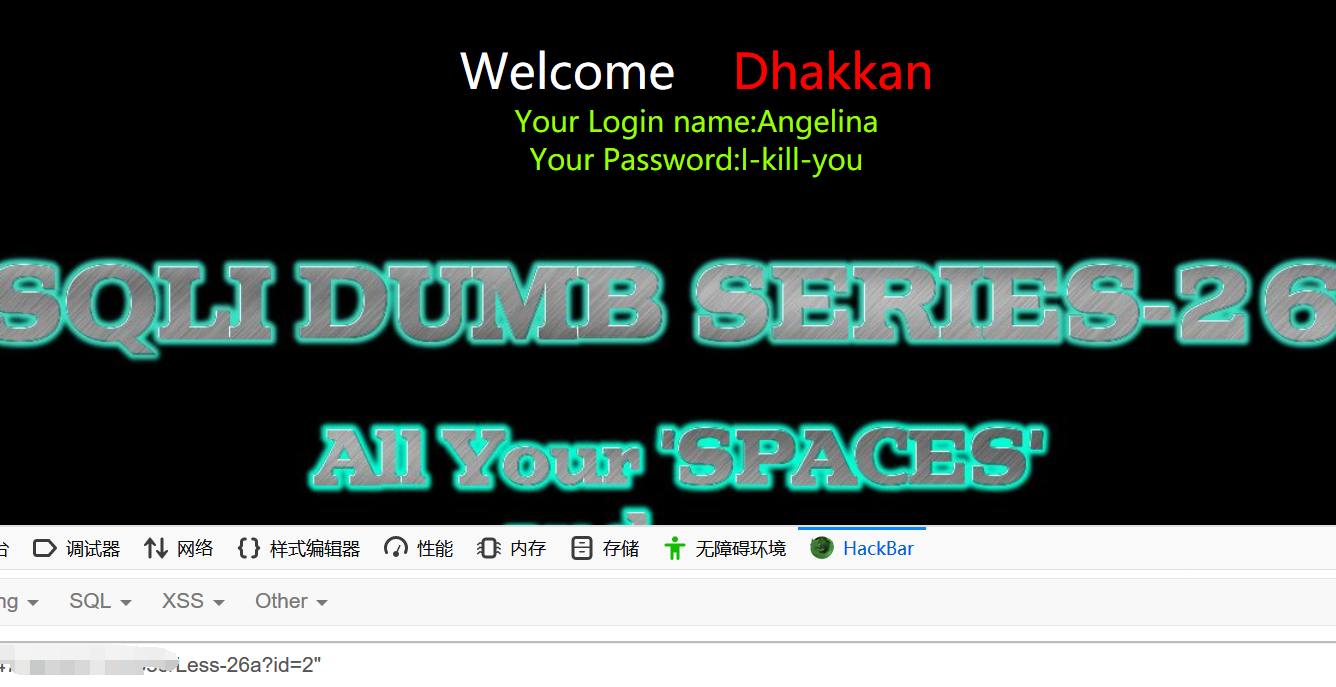 Welcome Dhakkan
Your Login name:Angelina
Your Password:I-kill-you
SQLI DUMB SERIES-26
All Your 'SPACES'
台 调试器 网络 样式编辑器 性能 内存 存储 无障碍环境 HackBar
ng SQL XSS Other
Less-26a?id=2"